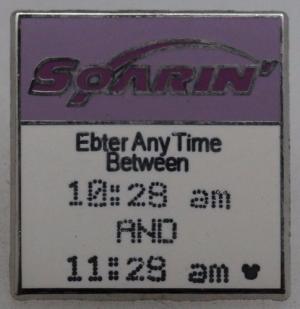 SOARIN'
Ebter Any Time
Between
10:28 am
AND
11:28 am